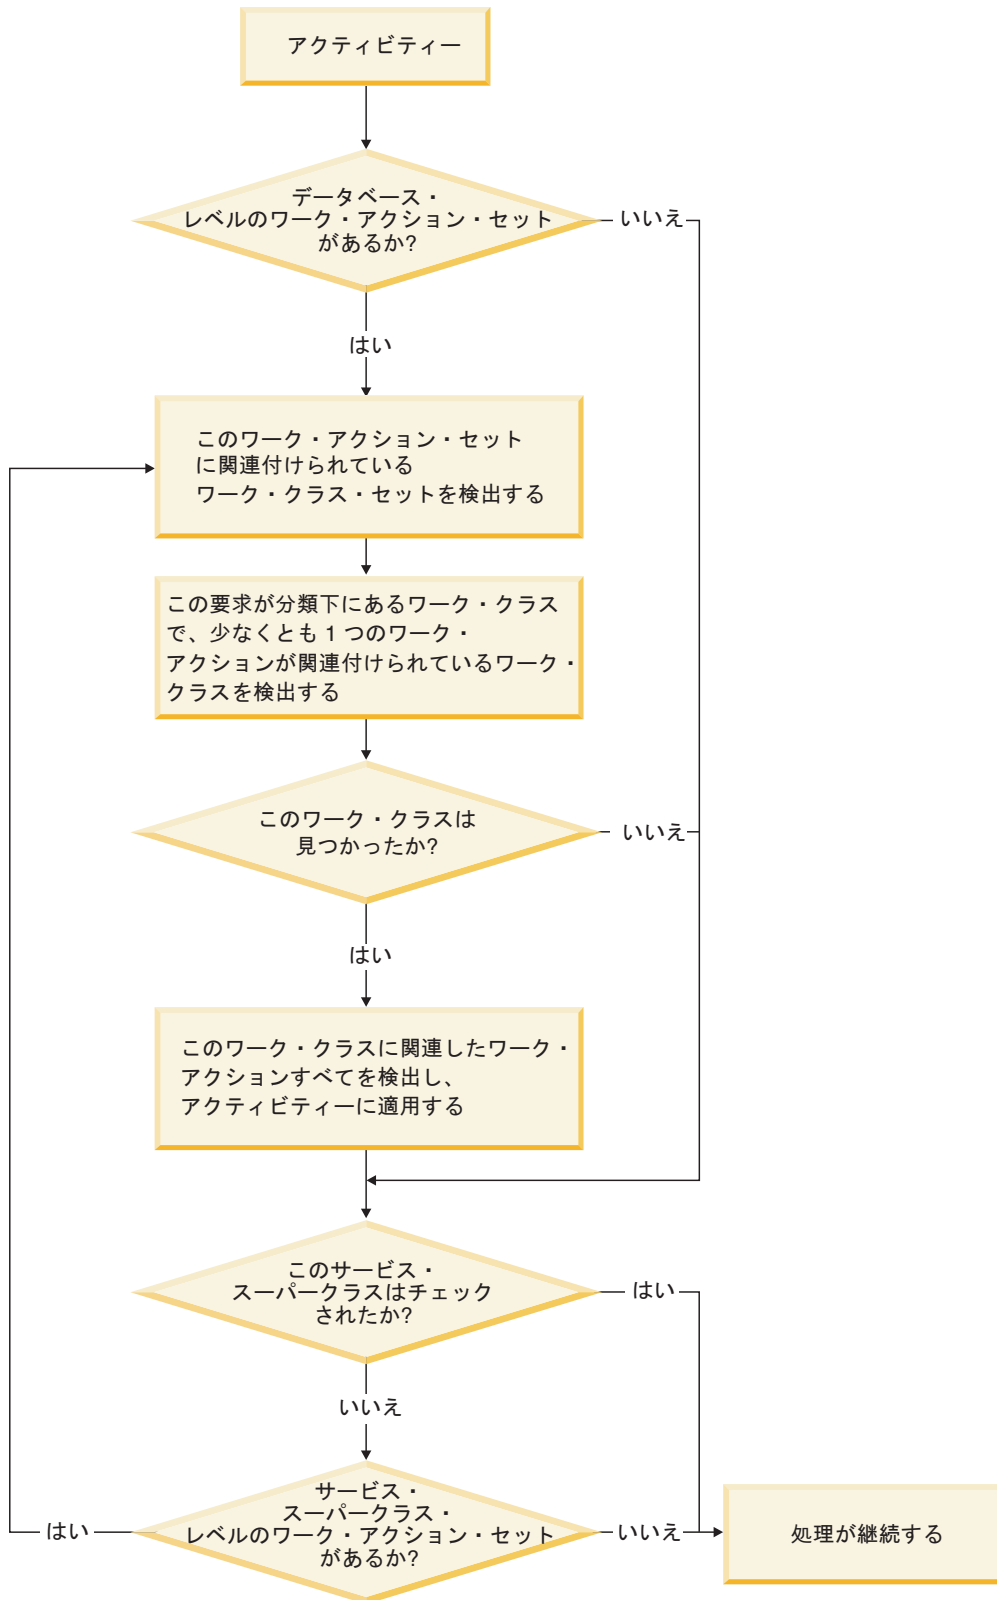 アクティビティー
データベース・
レベルのワーク・アクション・セット
があるか?
いいえ
はい
このワーク・アクション・セット
に関連付けられている
ワーク・クラス・セットを検出する
この要求が分類下にあるワーク・クラス
で、少なくとも 1 つのワーク・
アクションが関連付けられているワーク・
クラスを検出する
このワーク・クラスは
見つかったか?
いいえ
はい
このワーク・クラスに関連したワーク・
アクションすべてを検出し、
アクティビティーに適用する
このサービス・
スーパークラスはチェック
されたか?
はい
いいえ
サービス・
スーパークラス・
レベルのワーク・アクション・セット
があるか?
はい
いいえ
処理が継続する